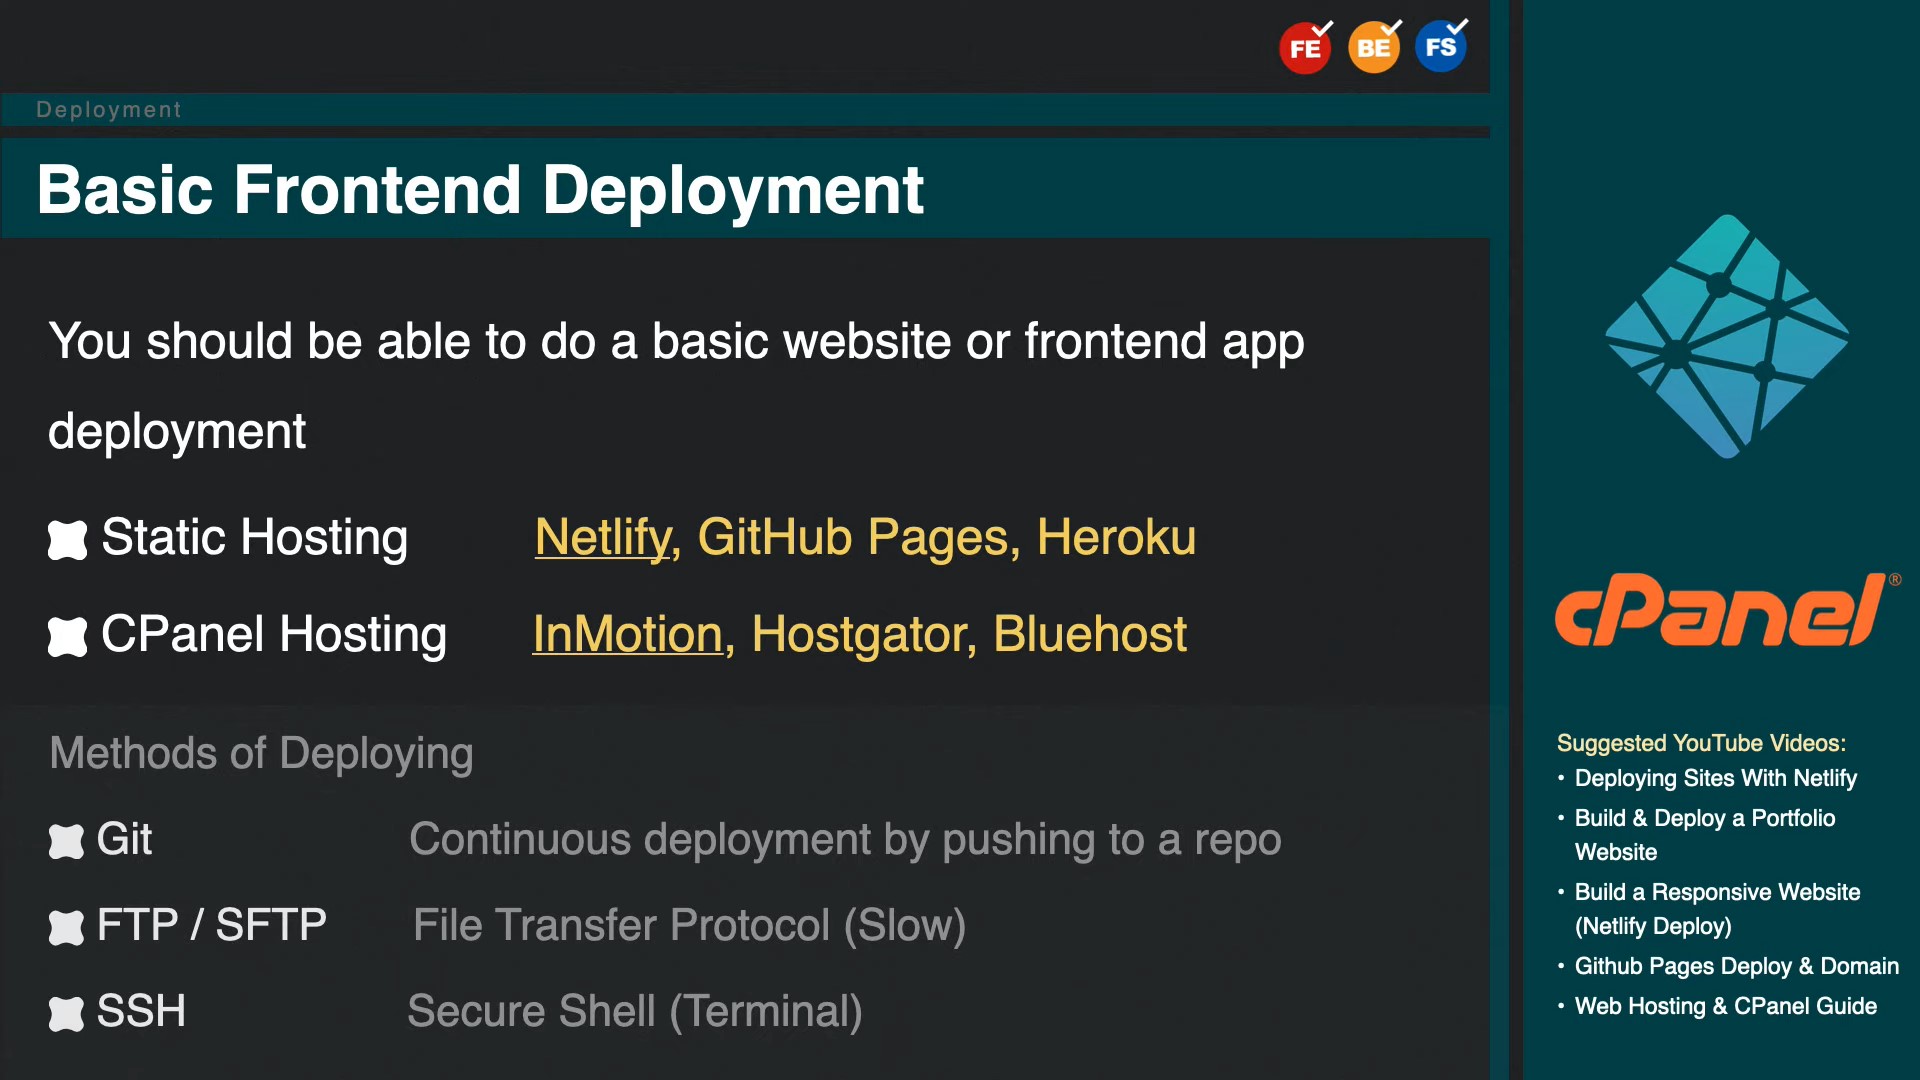 FE BE FS
Deployment
Basic Frontend Deployment
You should be able to do a basic website or frontend app
deployment
Static Hosting Netlify, GitHub Pages, Heroku
CPanel Hosting InMotion, Hostgator, Bluehost
Methods of Deploying
Git Continuous deployment by pushing to a repo
FTP / SFTP File Transfer Protocol (Slow)
SSH Secure Shell (Terminal)
cPanel®
Suggested YouTube Videos:
• Deploying Sites With Netlify
• Build & Deploy a Portfolio
Website
• Build a Responsive Website
(Netlify Deploy)
• Github Pages Deploy & Domain
• Web Hosting & CPanel Guide